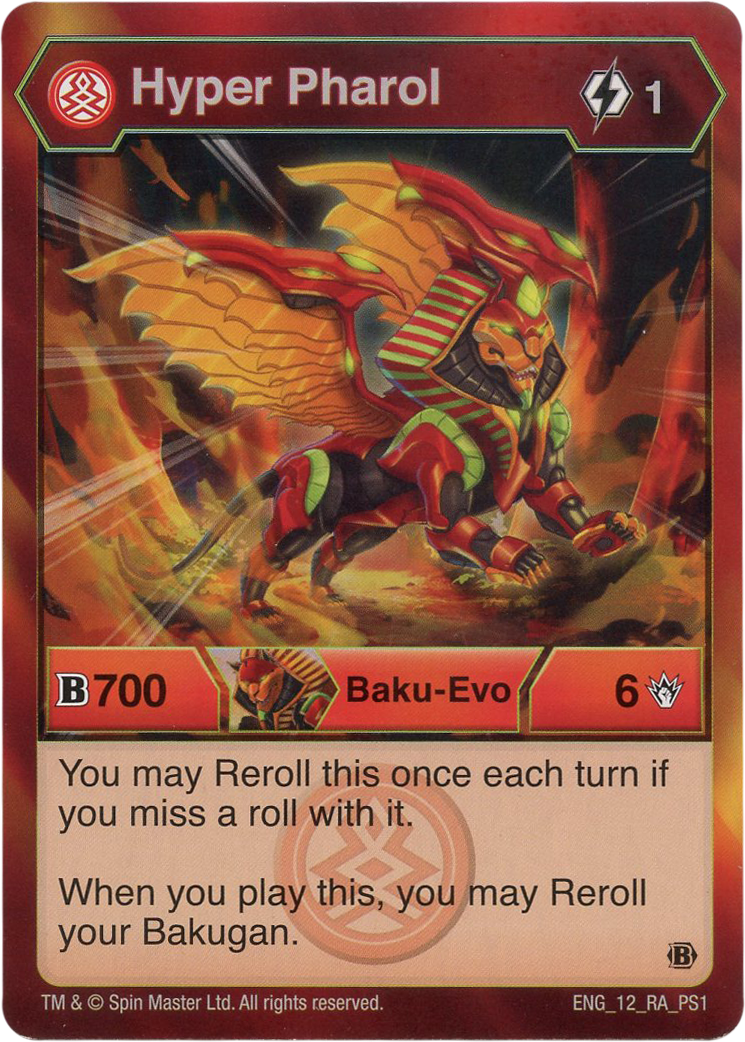 Hyper Pharol
1
B 700
Baku-Evo
6
You may Reroll this once each turn if
you miss a roll with it.
When you play this, you may Reroll
your Bakugan.
B
TM & © Spin Master Ltd. All rights reserved.
ENG_12_RA_PS1